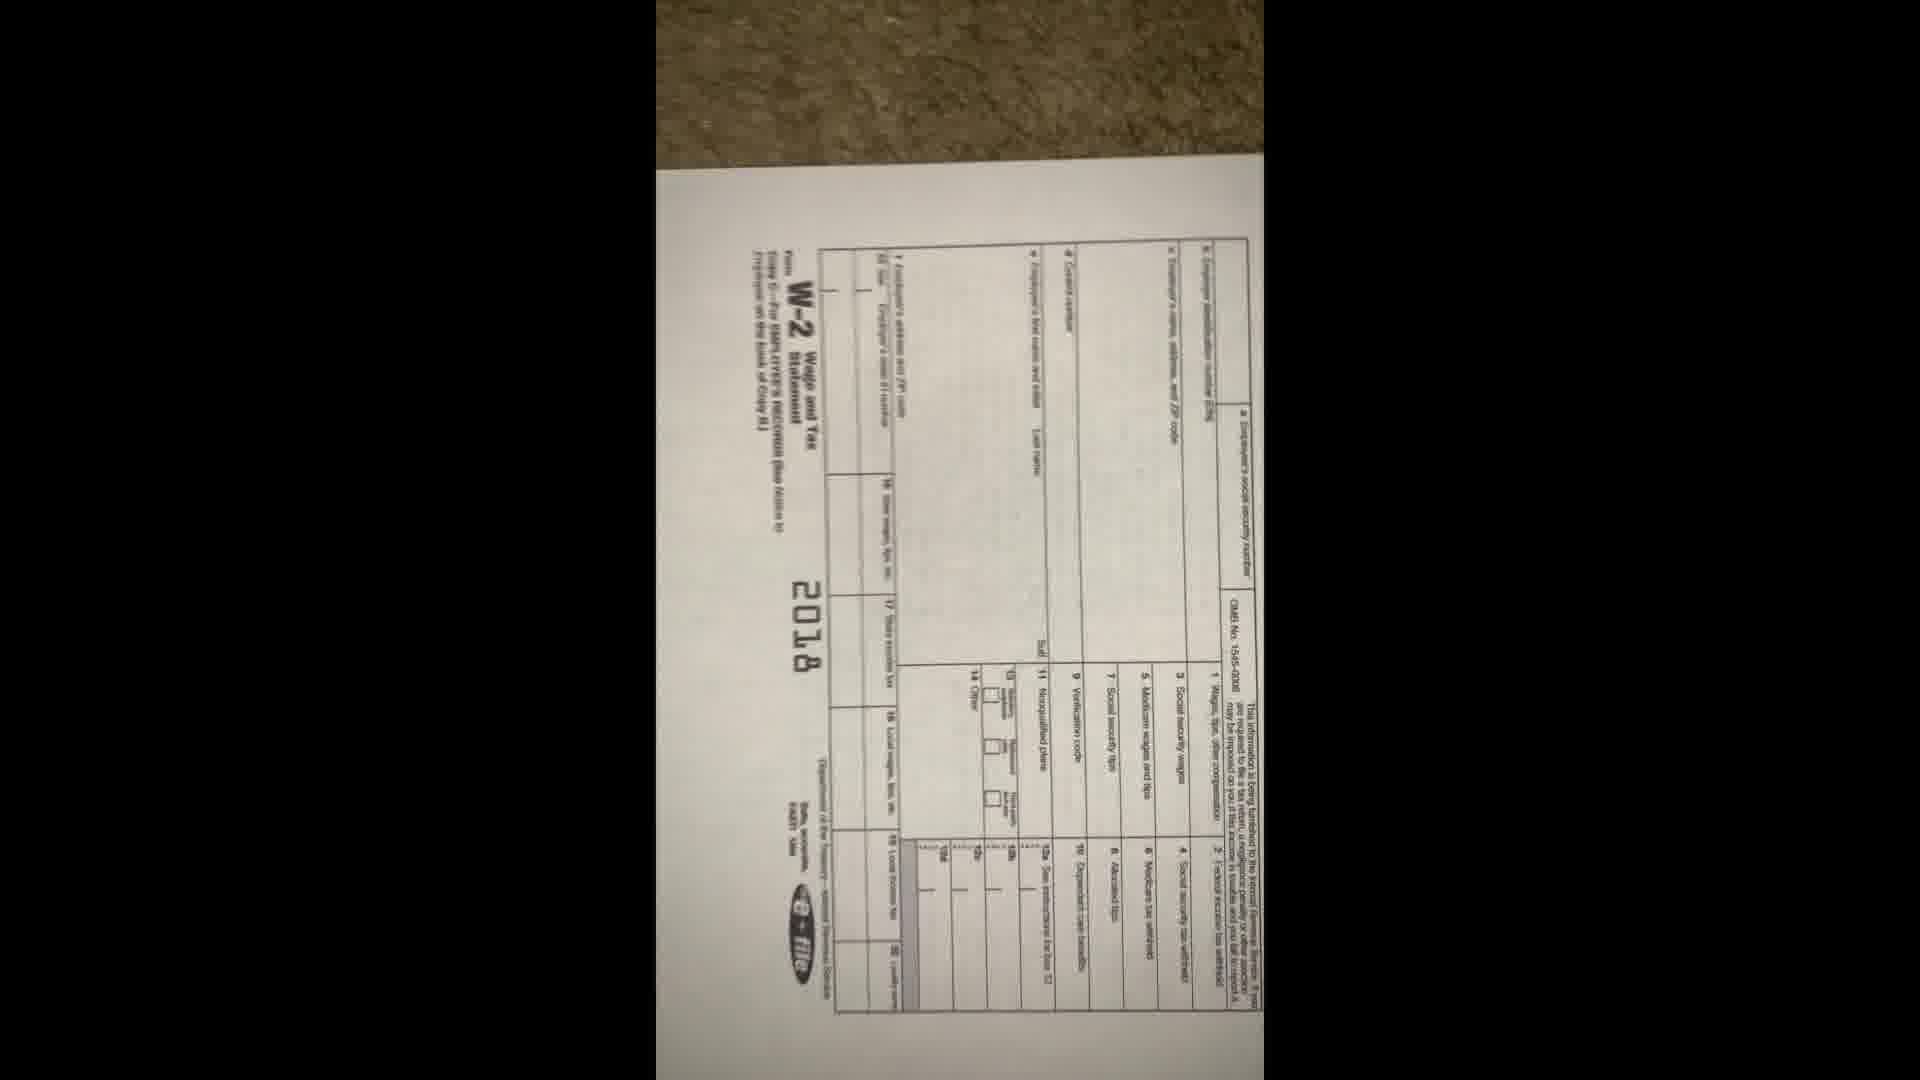 a Employee's social security number
OMB No. 1545-0008
This information is being furnished to the Internal Revenue Service. If you
are required to file a tax return, a negligence penalty or other sanction
may be imposed on you if this income is taxable and you fail to report it.
b Employer identification number (EIN)
1 Wages, tips, other compensation
2 Federal income tax withheld
c Employer's name, address, and ZIP code
3 Social security wages
4 Social security tax withheld
5 Medicare wages and tips
6 Medicare tax withheld
7 Social security tips
8 Allocated tips
d Control number
9 Verification code
10 Dependent care benefits
e Employee's first name and initial Last name Suff.
11 Nonqualified plans
12a See instructions for box 12
13 Statutory employee Retirement plan Third-party sick pay
12b
14 Other
12c
12d
f Employee's address and ZIP code
15 State Employer's state ID number
16 State wages, tips, etc.
17 State income tax
18 Local wages, tips, etc.
19 Local income tax
20 Locality name
Form W-2 Wage and Tax Statement
2018
Department of the Treasury—Internal Revenue Service
Copy C—For EMPLOYEE'S RECORDS (See Notice to
Employee on the back of Copy B.)
Safe, accurate,
FAST! Use
e-file